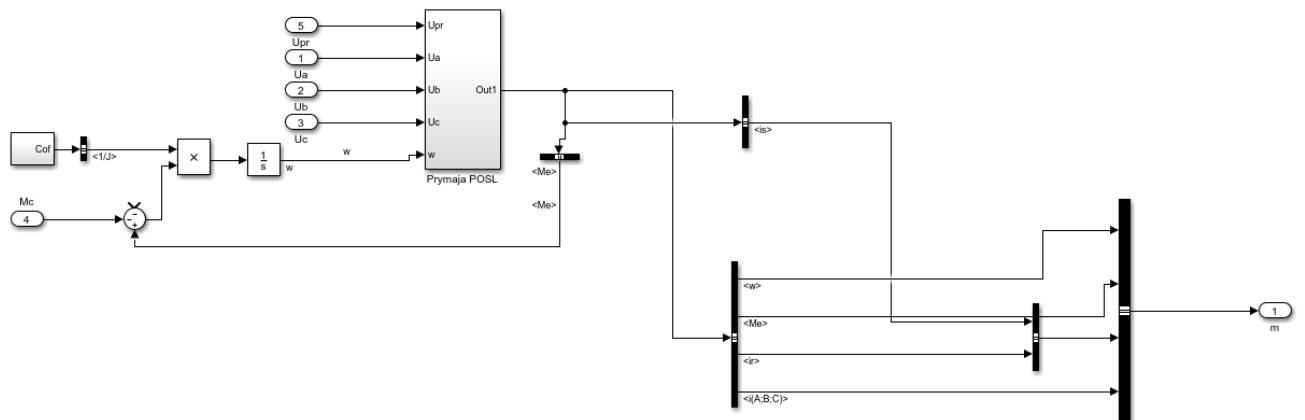 5
Upr
Upr
1
Ua
Ua
2
Ub
Ub
Out1
3
Uc
Uc
w
Prymaja POSL
Cof
<1/J>
×
1
s
w
w
<Me>
<Me>
Mc
4
<is>
<w>
<Me>
<ir>
<i(A;B;C)>
1
m